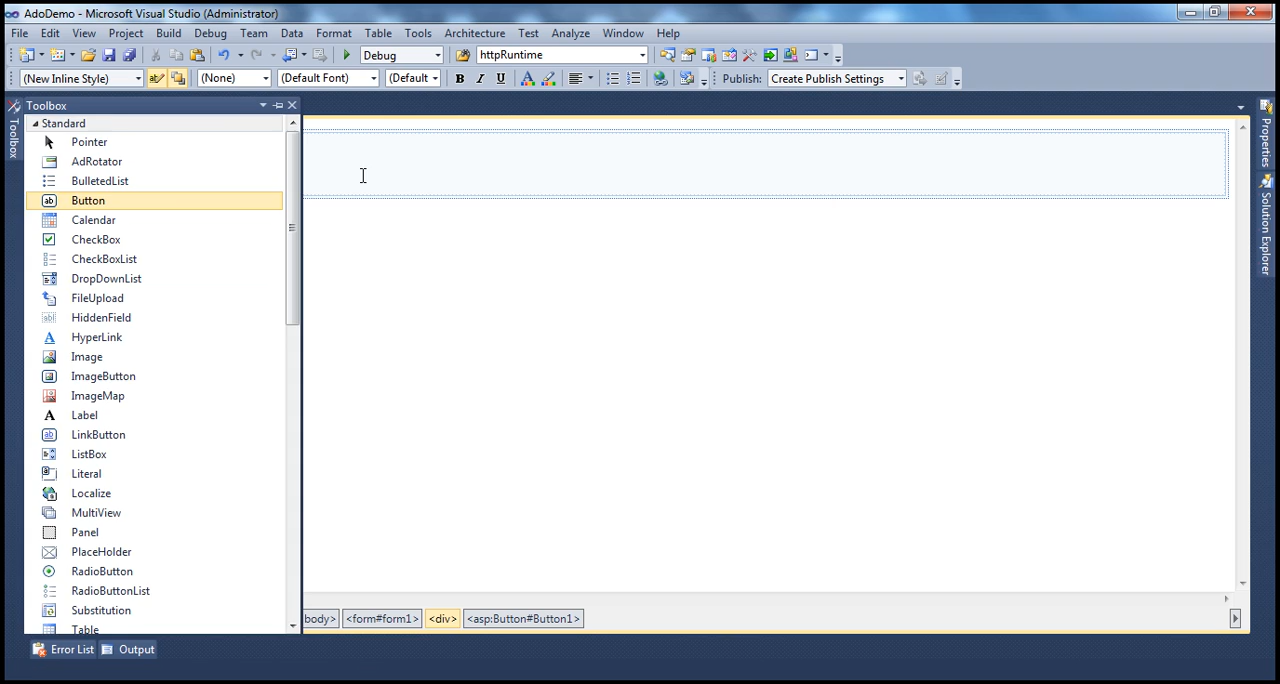 AdoDemo - Microsoft Visual Studio (Administrator)
File Edit View Project Build Debug Team Data Format Table Tools Architecture Test Analyze Window Help
Debug httpRuntime
(New Inline Style) (None) (Default Font) (Default B I U A Publish: Create Publish Settings
Toolbox
Toolbox
Standard
Pointer
AdRotator
BulletedList
Button
Calendar
CheckBox
CheckBoxList
DropDownList
FileUpload
HiddenField
HyperLink
Image
ImageButton
ImageMap
Label
LinkButton
ListBox
Literal
Localize
MultiView
Panel
PlaceHolder
RadioButton
RadioButtonList
Substitution
Table
Properties
Solution Explorer
body> <form#form1> <div> <asp:Button#Button1>
Error List Output